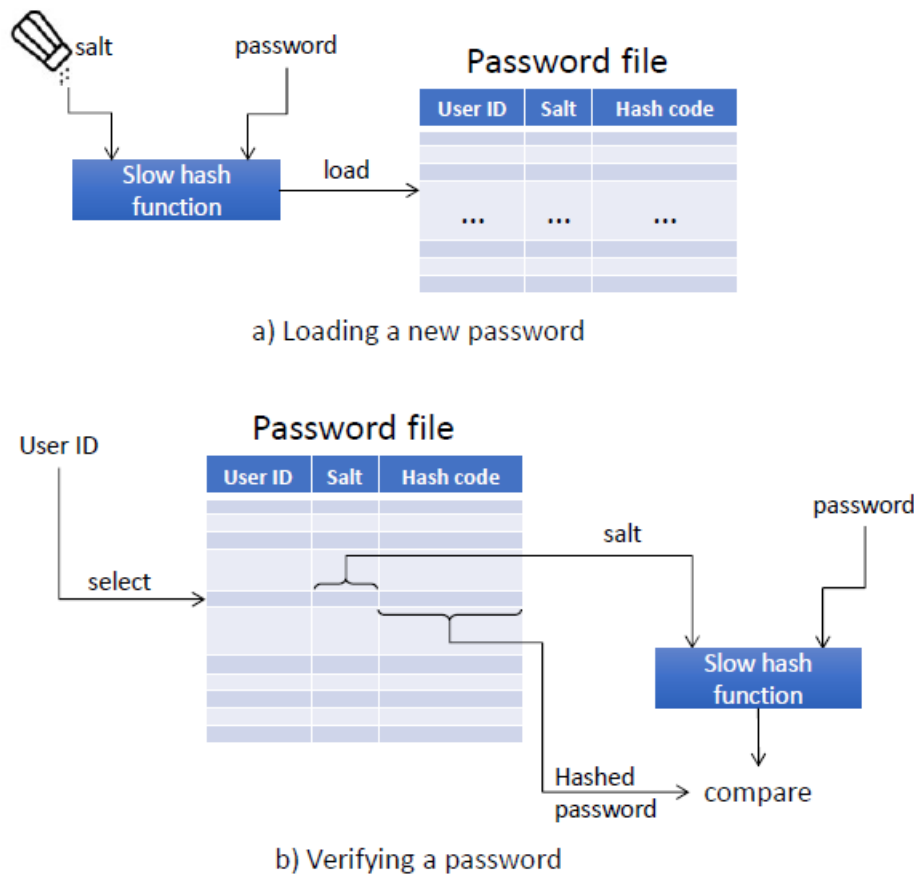 salt
password
Password file
User ID Salt Hash code
Slow hash
function
load
... ... ...
a) Loading a new password
Password file
User ID
User ID Salt Hash code
password
salt
select
Slow hash
function
Hashed
password
compare
b) Verifying a password